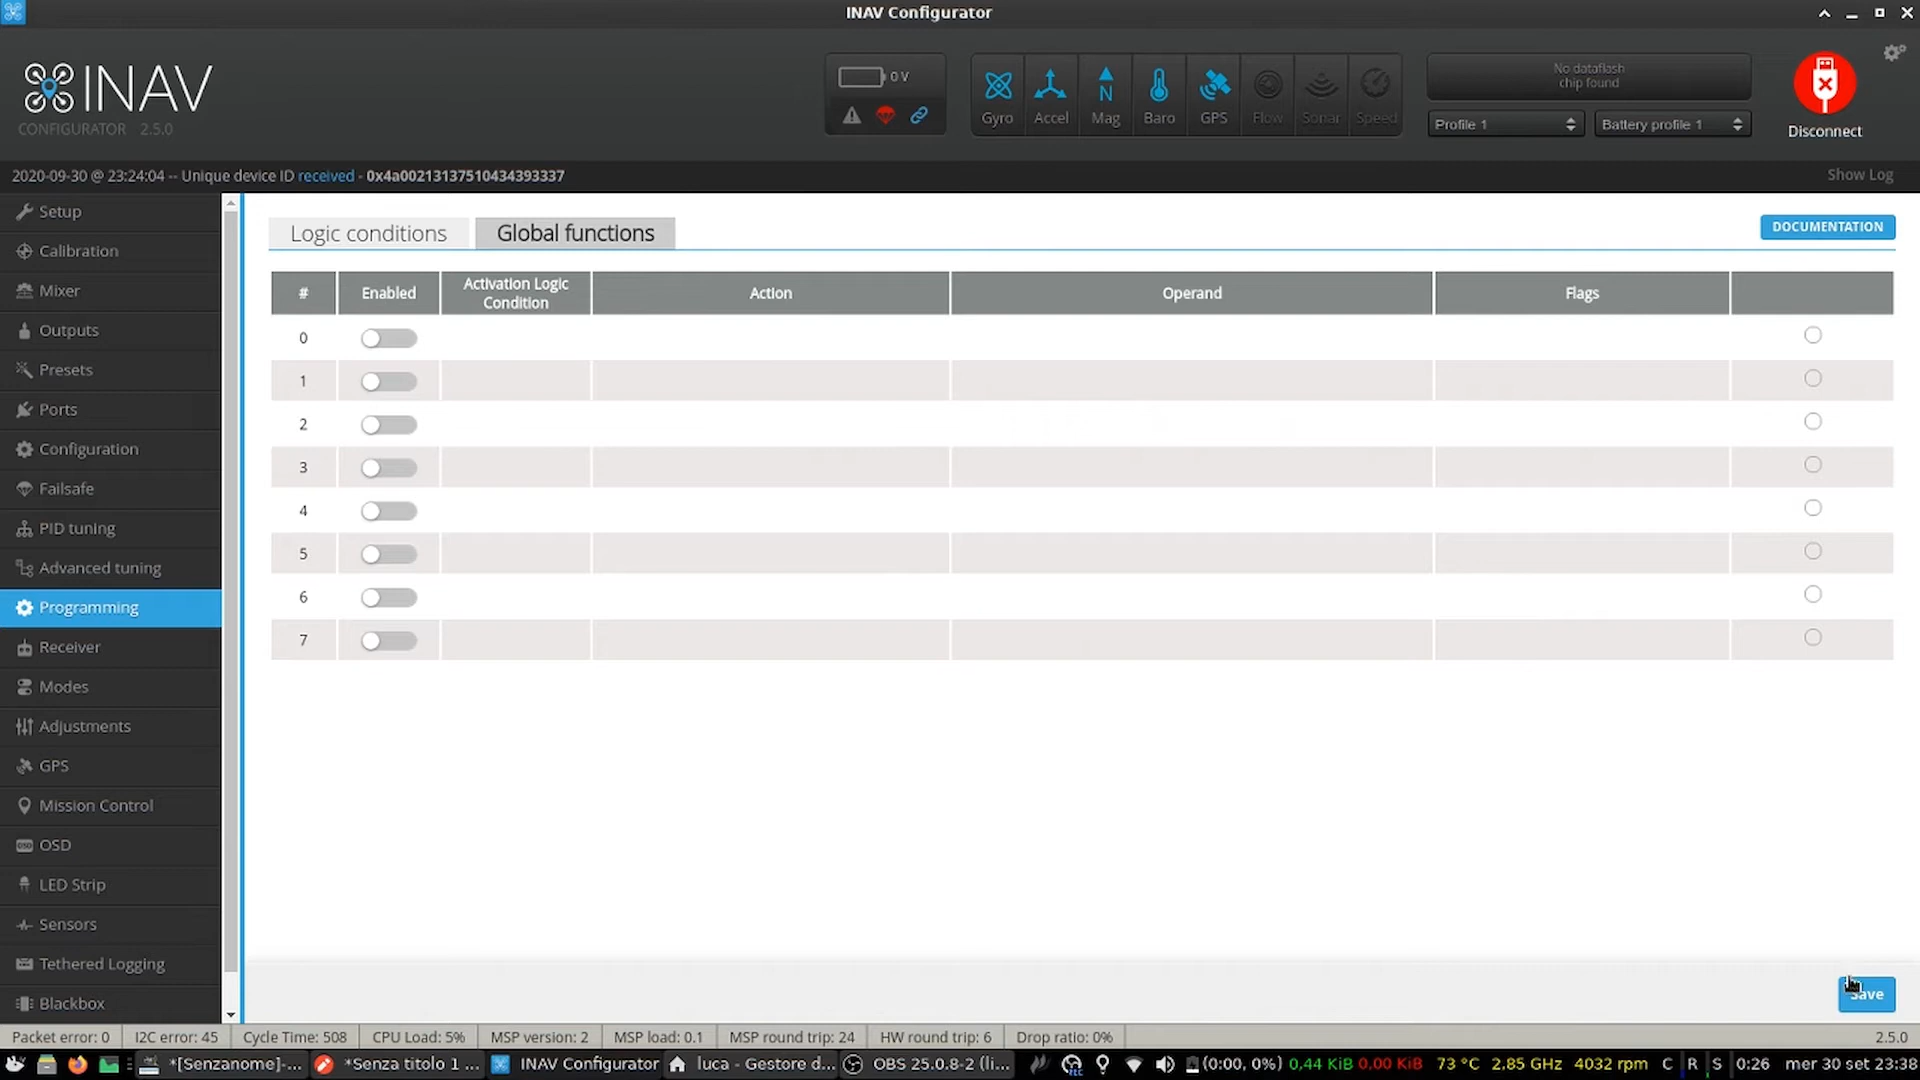 INAV Configurator
INAV
CONFIGURATOR 2.5.0
0 V
Gyro Accel Mag Baro GPS Flow Sonar Speed
N
No dataflash
chip found
Profile 1
Battery profile 1
Disconnect
2020-09-30 @ 23:24:04 -- Unique device ID received - 0x4a00213137510434393337
Show Log
Setup
Calibration
Mixer
Outputs
Presets
Ports
Configuration
Failsafe
PID tuning
Advanced tuning
Programming
Receiver
Modes
Adjustments
GPS
Mission Control
OSD
LED Strip
Sensors
Tethered Logging
Blackbox
Logic conditions
Global functions
DOCUMENTATION
# Enabled Activation Logic Condition Action Operand Flags
0
1
2
3
4
5
6
7
Save
Packet error: 0 I2C error: 45 Cycle Time: 508 CPU Load: 5% MSP version: 2 MSP load: 0.1 MSP round trip: 24 HW round trip: 6 Drop ratio: 0% 2.5.0
*[Senzanome]-... *Senza titolo 1 ... INAV Configurator luca - Gestore d... OBS 25.0.8-2 (li... (0:00, 0%) 0,44 KiB 0,00 KiB 73 °C 2.85 GHz 4032 rpm C R S 0:26 mer 30 set 23:38